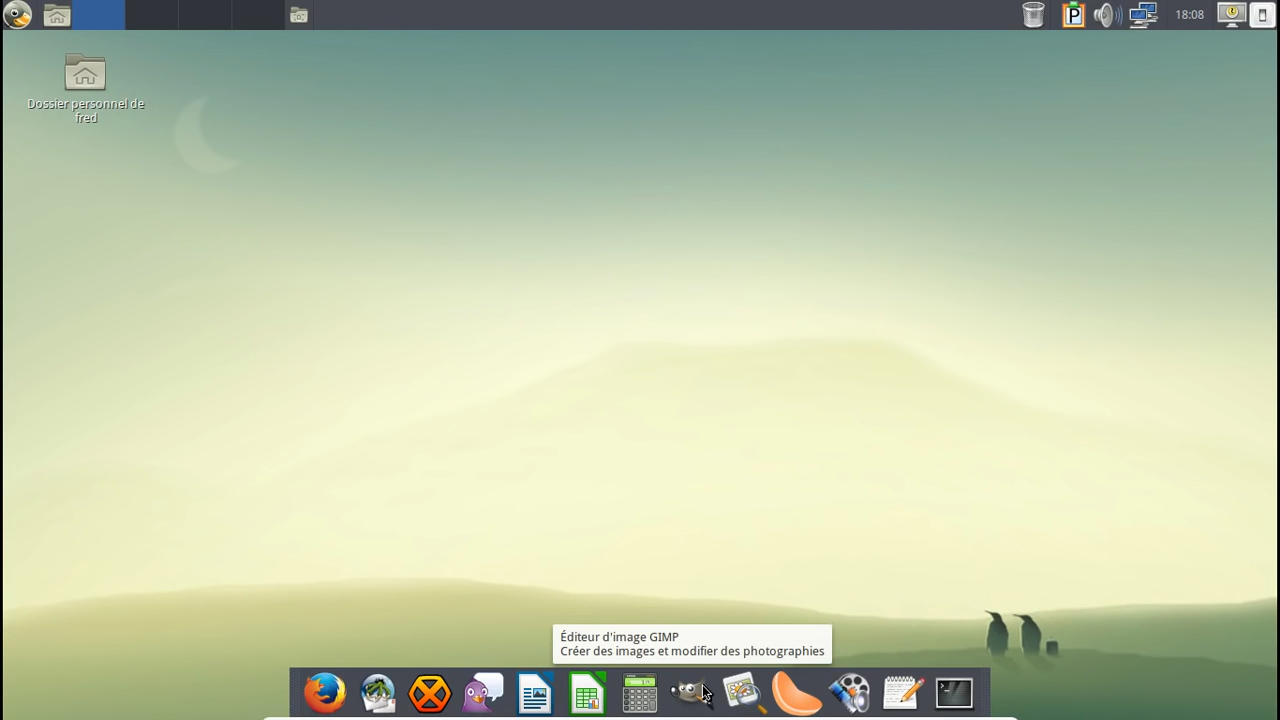 P
18:08
Dossier personnel de
fred
Éditeur d'image GIMP
Créer des images et modifier des photographies